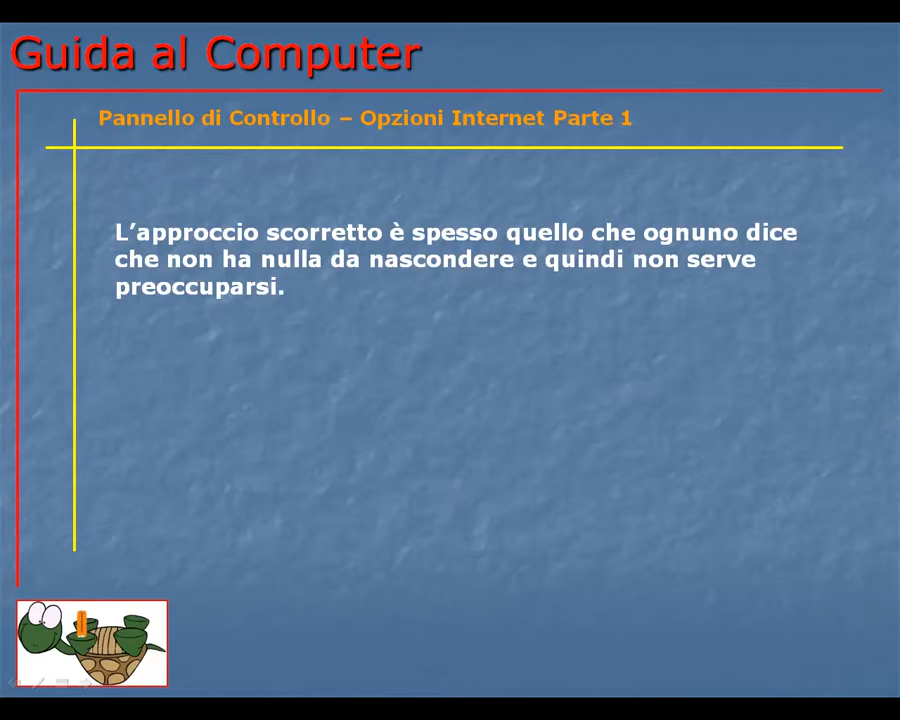 Guida al Computer
Pannello di Controllo – Opzioni Internet Parte 1
L’approccio scorretto è spesso quello che ognuno dice
che non ha nulla da nascondere e quindi non serve
preoccuparsi.